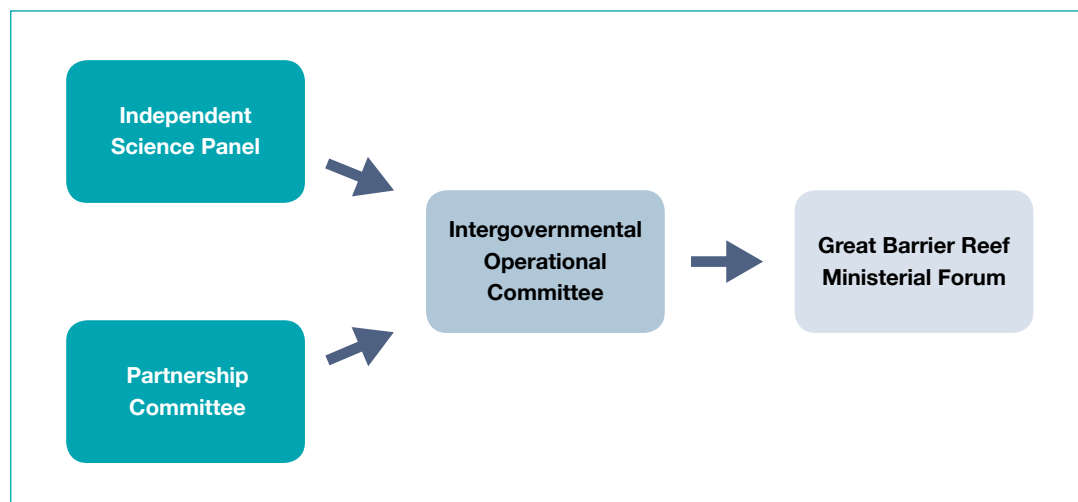 Independent
Science Panel
Intergovernmental
Operational
Committee
Great Barrier Reef
Ministerial Forum
Partnership
Committee